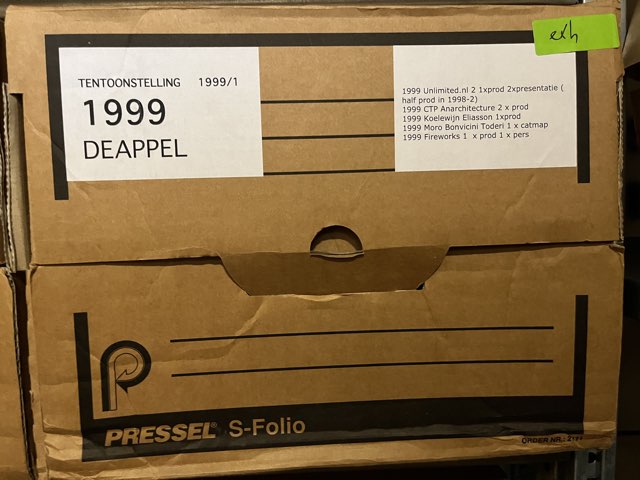 exh
TENTOONSTELLING 1999/1
1999
DEAPPEL
1999 Unlimited.nl 2 1xprod 2xpresentatie (
half prod in 1998-2)
1999 CTP Anarchitecture 2 x prod
1999 Koelewijn Eliasson 1xprod
1999 Moro Bonvicini Toderi 1 x catmap
1999 Fireworks 1 x prod 1 x pers
PRESSEL® S-Folio
ORDER NR.: